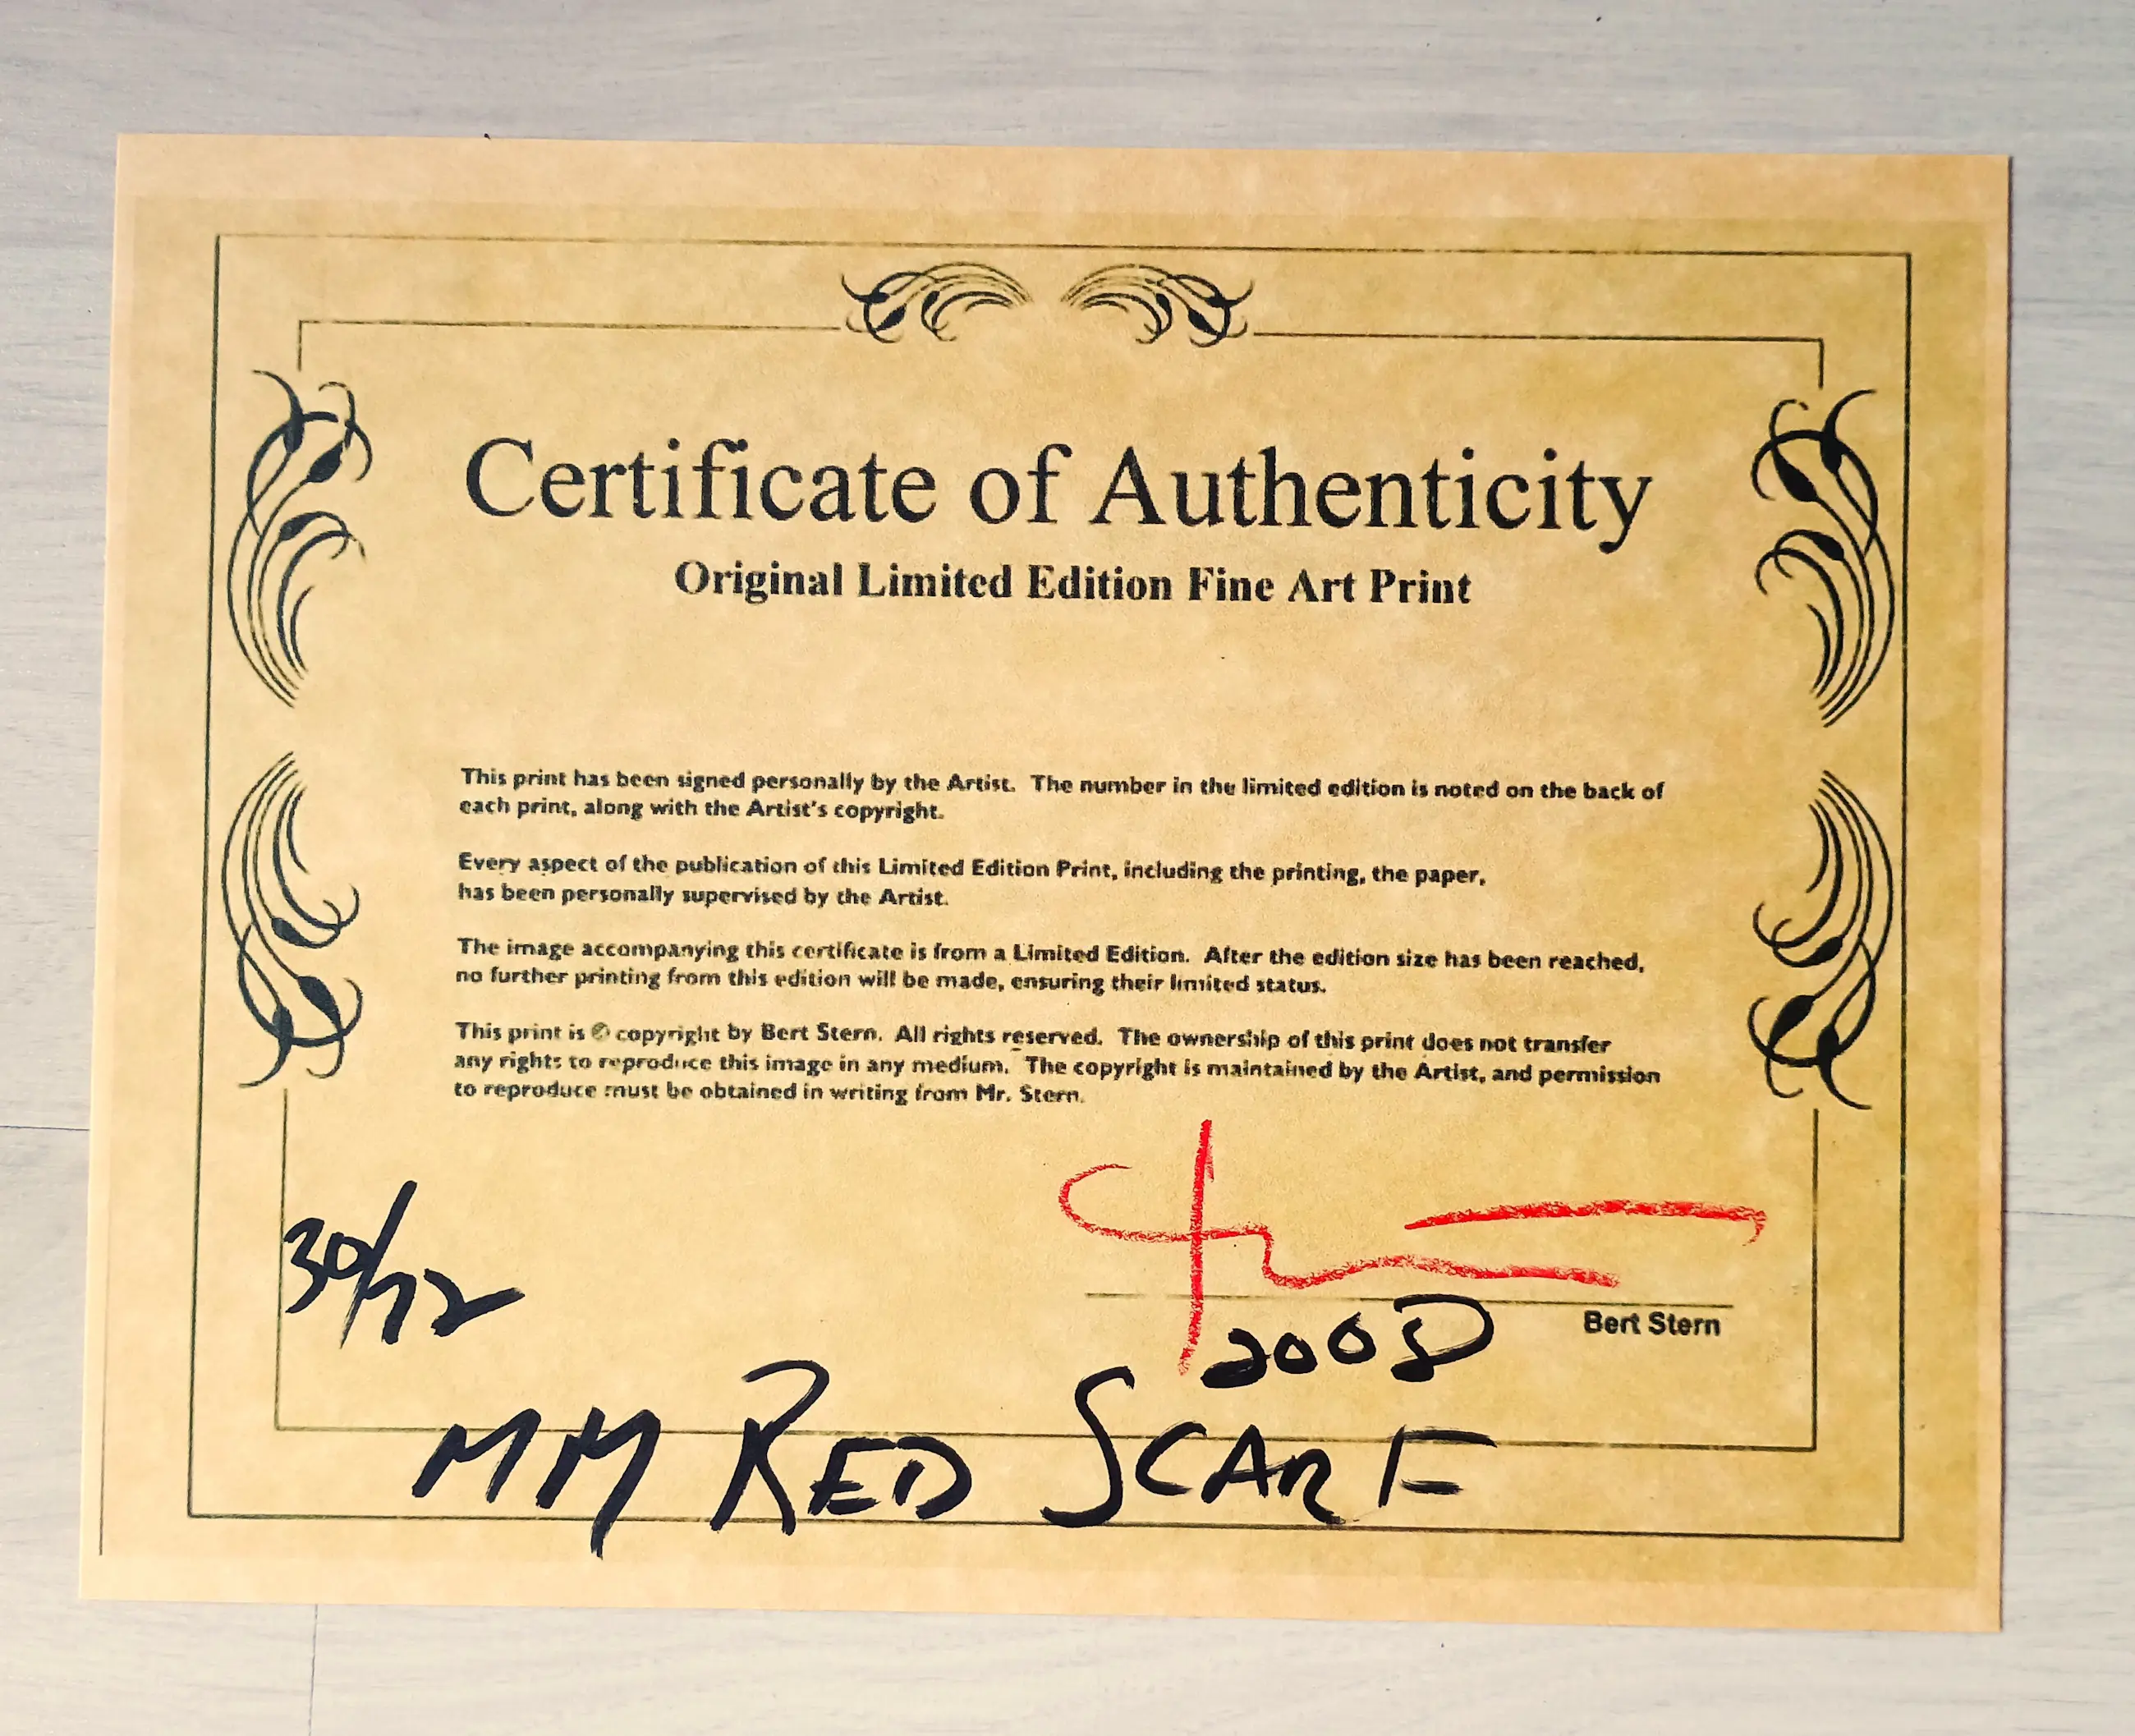 Certificate of Authenticity
Original Limited Edition Fine Art Print
This print has been signed personally by the Artist. The number in the limited edition is noted on the back of
each print, along with the Artist's copyright.
Every aspect of the publication of this Limited Edition Print, including the printing, the paper,
has been personally supervised by the Artist.
The image accompanying this certificate is from a Limited Edition. After the edition size has been reached,
no further printing from this edition will be made, ensuring their limited status.
This print is © copyright by Bert Stern. All rights reserved. The ownership of this print does not transfer
any rights to reproduce this image in any medium. The copyright is maintained by the Artist, and permission
to reproduce must be obtained in writing from Mr. Stern.
30/72
Bert Stern
2008
MM RED SCARF